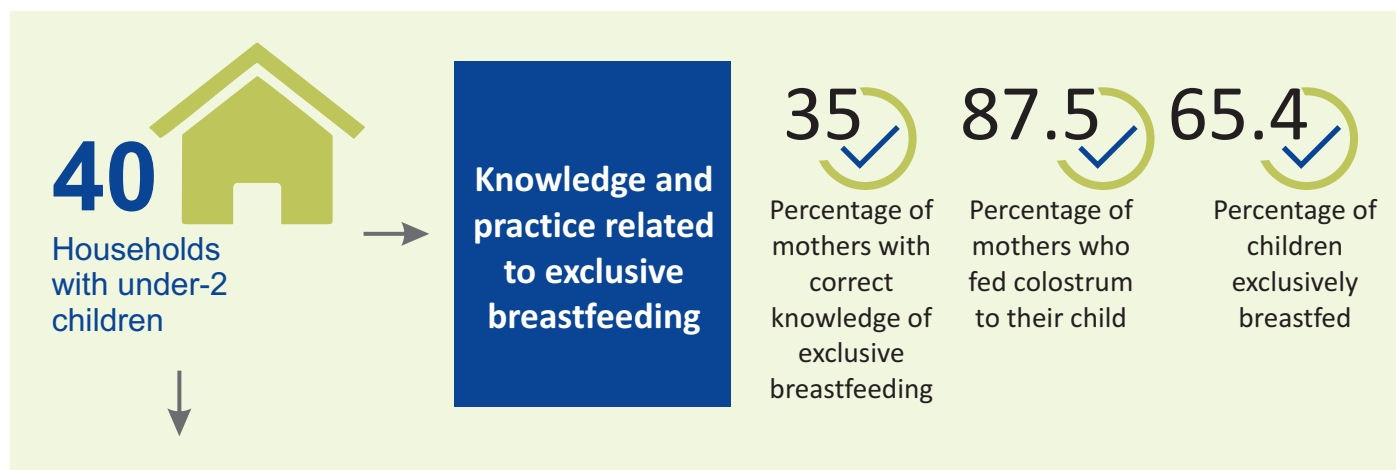 40
Households
with under-2
children
Knowledge and
practice related
to exclusive
breastfeeding
35
Percentage of
mothers with
correct
knowledge of
exclusive
breastfeeding
87.5
Percentage of
mothers who
fed colostrum
to their child
65.4
Percentage of
children
exclusively
breastfed